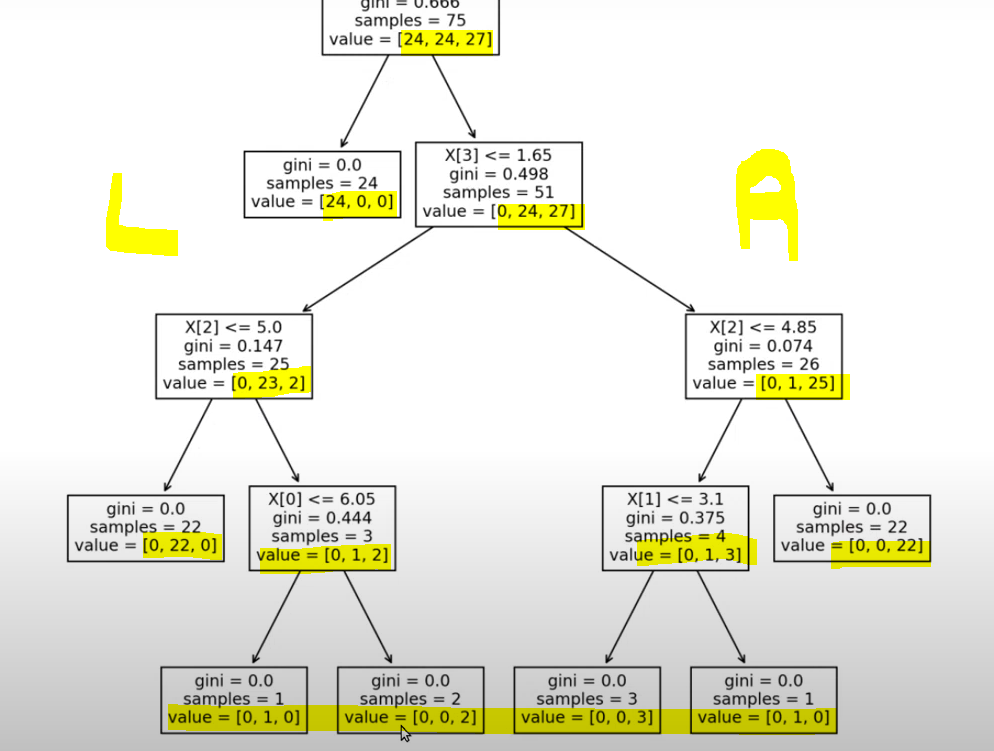 gini = 0.666
samples = 75
value = [24, 24, 27]
gini = 0.0
samples = 24
value = [24, 0, 0]
X[3] <= 1.65
gini = 0.498
samples = 51
value = [0, 24, 27]
L
A
X[2] <= 5.0
gini = 0.147
samples = 25
value = [0, 23, 2]
X[2] <= 4.85
gini = 0.074
samples = 26
value = [0, 1, 25]
gini = 0.0
samples = 22
value = [0, 22, 0]
X[0] <= 6.05
gini = 0.444
samples = 3
value = [0, 1, 2]
X[1] <= 3.1
gini = 0.375
samples = 4
value = [0, 1, 3]
gini = 0.0
samples = 22
value = [0, 0, 22]
gini = 0.0
samples = 1
value = [0, 1, 0]
gini = 0.0
samples = 2
value = [0, 0, 2]
gini = 0.0
samples = 3
value = [0, 0, 3]
gini = 0.0
samples = 1
value = [0, 1, 0]